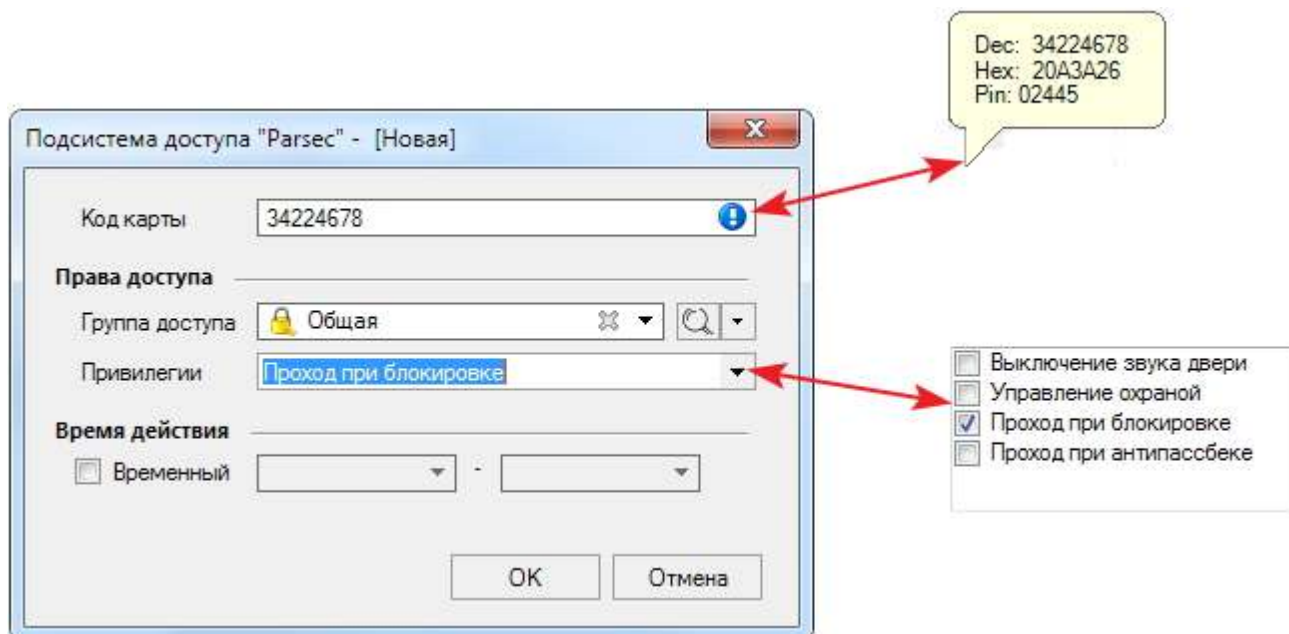 Dec: 34224678
Hex: 20A3A26
Pin: 02445
Подсистема доступа "Parsec" - [Новая]
Код карты 34224678
Права доступа
Группа доступа Общая
Привилегии Проход при блокировке
Время действия
Временный -
OK Отмена
Выключение звука двери
Управление охраной
Проход при блокировке
Проход при антипассбеке